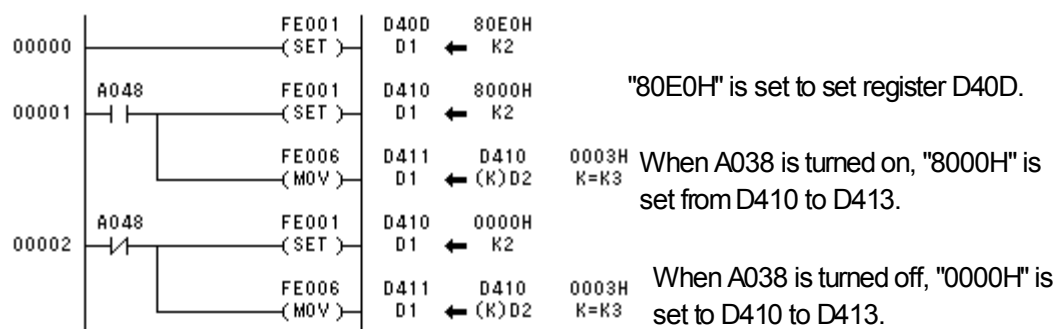 FE001 D40D 80E0H
00000 (SET) D1 ← K2
"80E0H" is set to set register D40D.
A048 FE001 D410 8000H
00001 (SET) D1 ← K2
FE006 D411 D410 0003H
(MOV) D1 ← (K)D2 K=K3
When A038 is turned on, "8000H" is
set from D410 to D413.
A048 FE001 D410 0000H
00002 (SET) D1 ← K2
FE006 D411 D410 0003H
(MOV) D1 ← (K)D2 K=K3
When A038 is turned off, "0000H" is
set to D410 to D413.